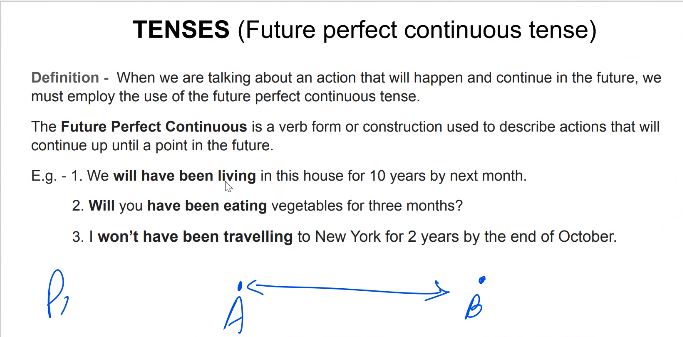 TENSES (Future perfect continuous tense)
Definition - When we are talking about an action that will happen and continue in the future, we
must employ the use of the future perfect continuous tense.
The Future Perfect Continuous is a verb form or construction used to describe actions that will
continue up until a point in the future.
E.g. - 1. We will have been living in this house for 10 years by next month.
2. Will you have been eating vegetables for three months?
3. I won't have been travelling to New York for 2 years by the end of October.
A B